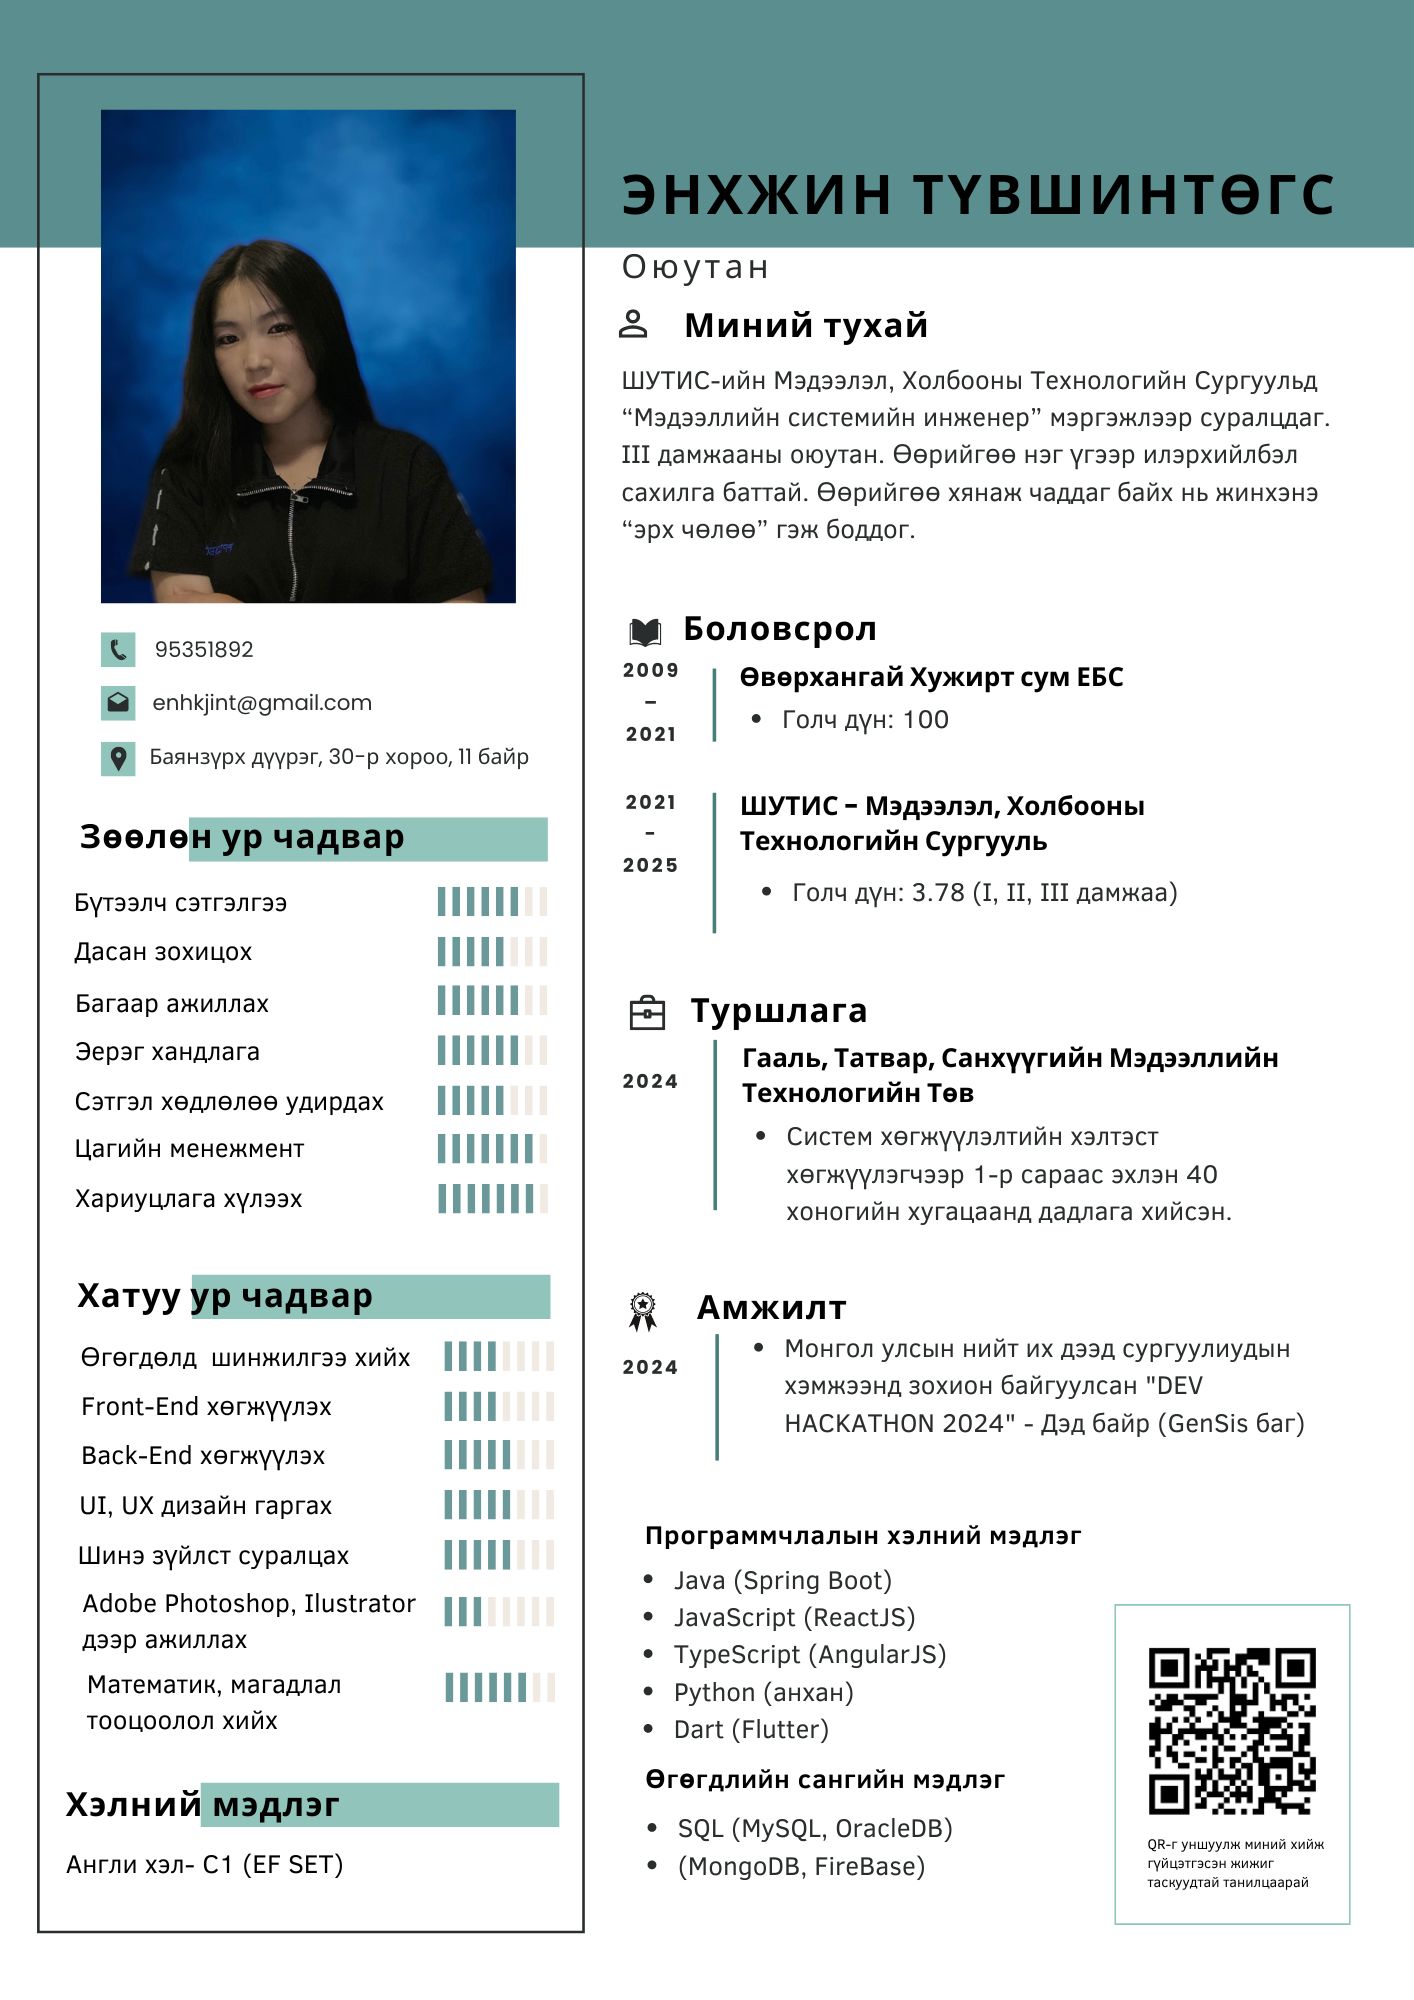 ЭНХЖИН ТҮВШИНТӨГС
Оюутан
Миний тухай
ШУТИС-ийн Мэдээлэл, Холбооны Технологийн Сургуульд
“Мэдээллийн системийн инженер” мэргэжлээр суралцдаг.
III дамжааны оюутан. Өөрийгөө нэг үгээр илэрхийлбэл
сахилга баттай. Өөрийгөө хянаж чаддаг байх нь жинхэнэ
“эрх чөлөө” гэж боддог.
95351892
enhkjint@gmail.com
Баянзүрх дүүрэг, 30-р хороо, 11 байр
Зөөлөн ур чадвар
Бүтээлч сэтгэлгээ
Дасан зохицох
Багаар ажиллах
Эерэг хандлага
Сэтгэл хөдлөлөө удирдах
Цагийн менежмент
Хариуцлага хүлээх
Хатуу ур чадвар
Өгөгдөлд  шинжилгээ хийх
Front-End хөгжүүлэх
Back-End хөгжүүлэх
UI, UX дизайн гаргах
Шинэ зүйлст суралцах
Adobe Photoshop, Ilustrator
дээр ажиллах
Математик, магадлал
тооцоолол хийх
Хэлний мэдлэг
Англи хэл- C1 (EF SET)
Боловсрол
2009
–
2021
Өвөрхангай Хужирт сум ЕБС
• Голч дүн: 100
2021
-
2025
ШУТИС – Мэдээлэл, Холбооны
Технологийн Сургууль
• Голч дүн: 3.78 (I, II, III дамжаа)
Туршлага
2024
Гааль, Татвар, Санхүүгийн Мэдээллийн
Технологийн Төв
• Систем хөгжүүлэлтийн хэлтэст
хөгжүүлэгчээр 1-р сараас эхлэн 40
хоногийн хугацаанд дадлага хийсэн.
Амжилт
2024
• Монгол улсын нийт их дээд сургуулиудын
хэмжээнд зохион байгуулсан "DEV
HACKATHON 2024" - Дэд байр (GenSis баг)
Программчлалын хэлний мэдлэг
• Java (Spring Boot)
• JavaScript (ReactJS)
• TypeScript (AngularJS)
• Python (анхан)
• Dart (Flutter)
Өгөгдлийн сангийн мэдлэг
• SQL (MySQL, OracleDB)
• (MongoDB, FireBase)
QR-г уншуулж миний хийж
гүйцэтгэсэн жижиг
таскуудтай танилцаарай